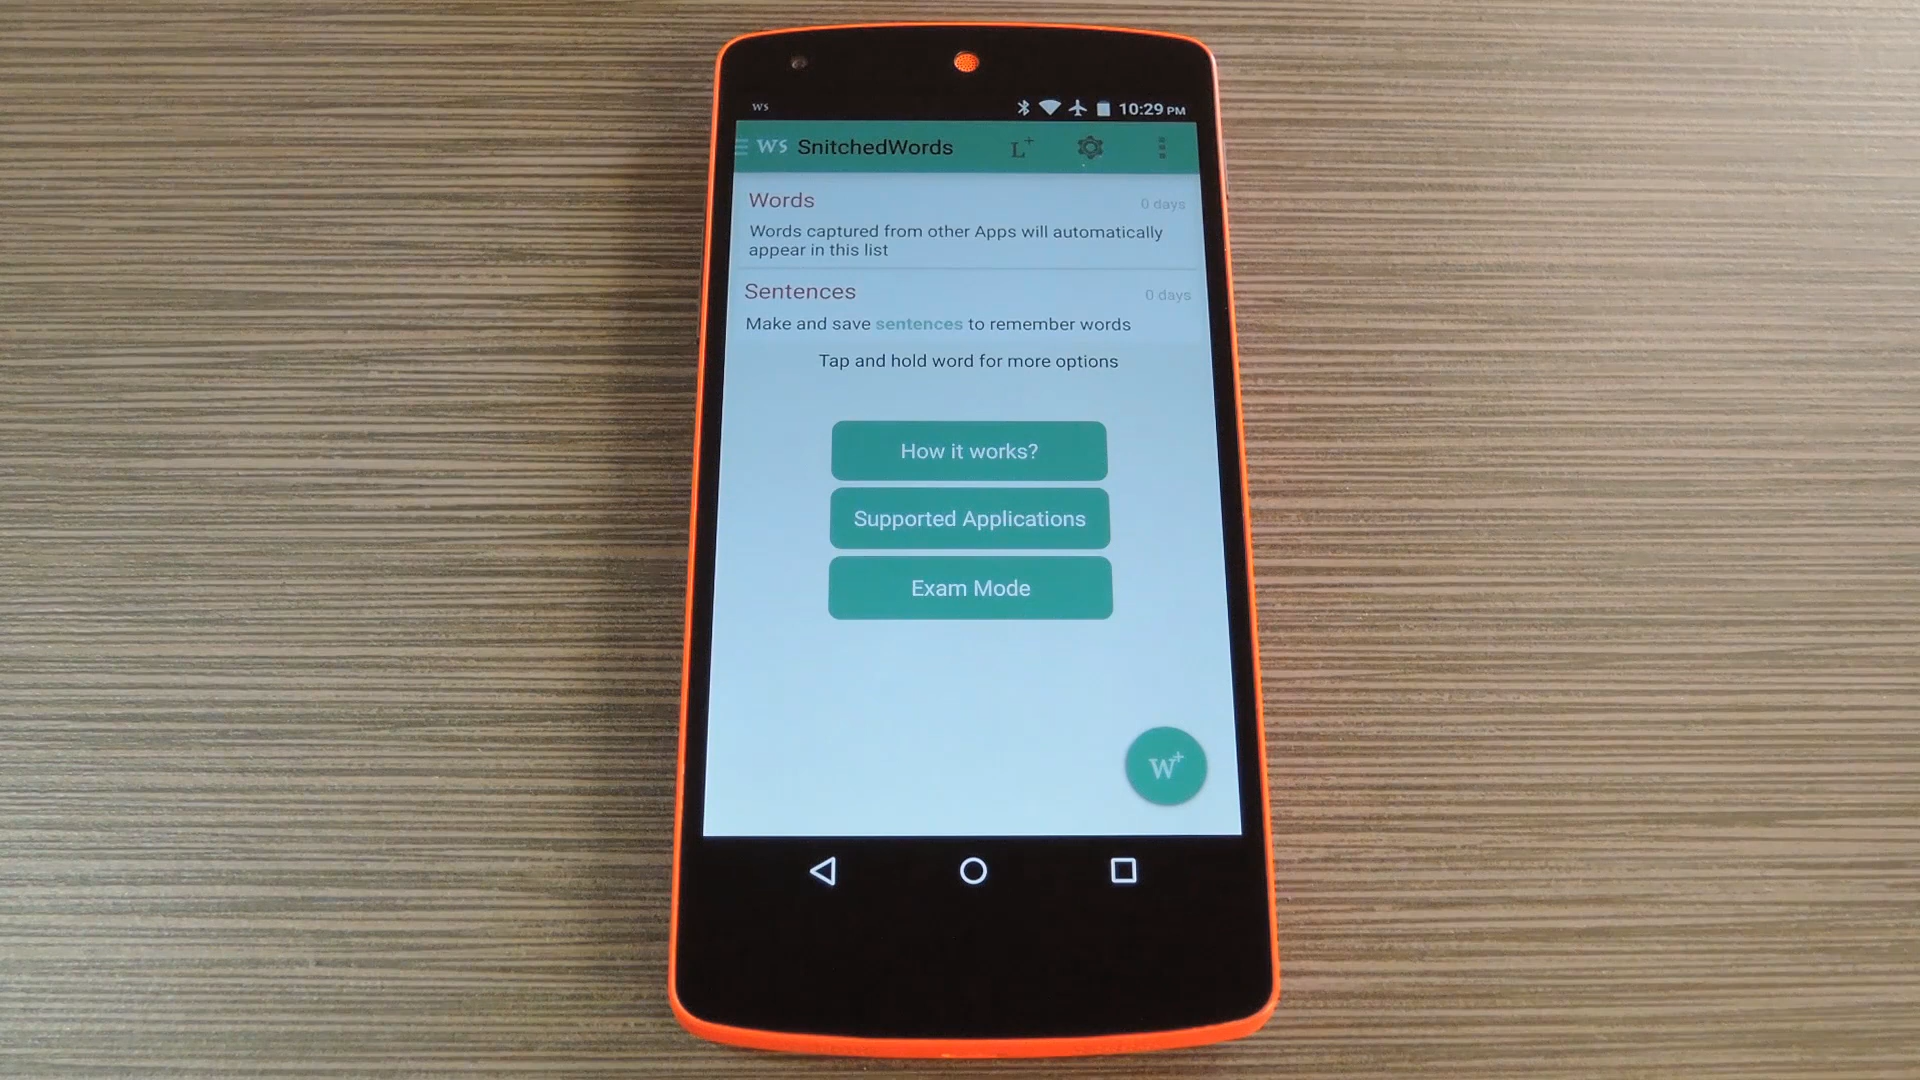 WS 10:29 PM
WS SnitchedWords L+
Words 0 days
Words captured from other Apps will automatically
appear in this list
Sentences 0 days
Make and save sentences to remember words
Tap and hold word for more options
How it works?
Supported Applications
Exam Mode
W+